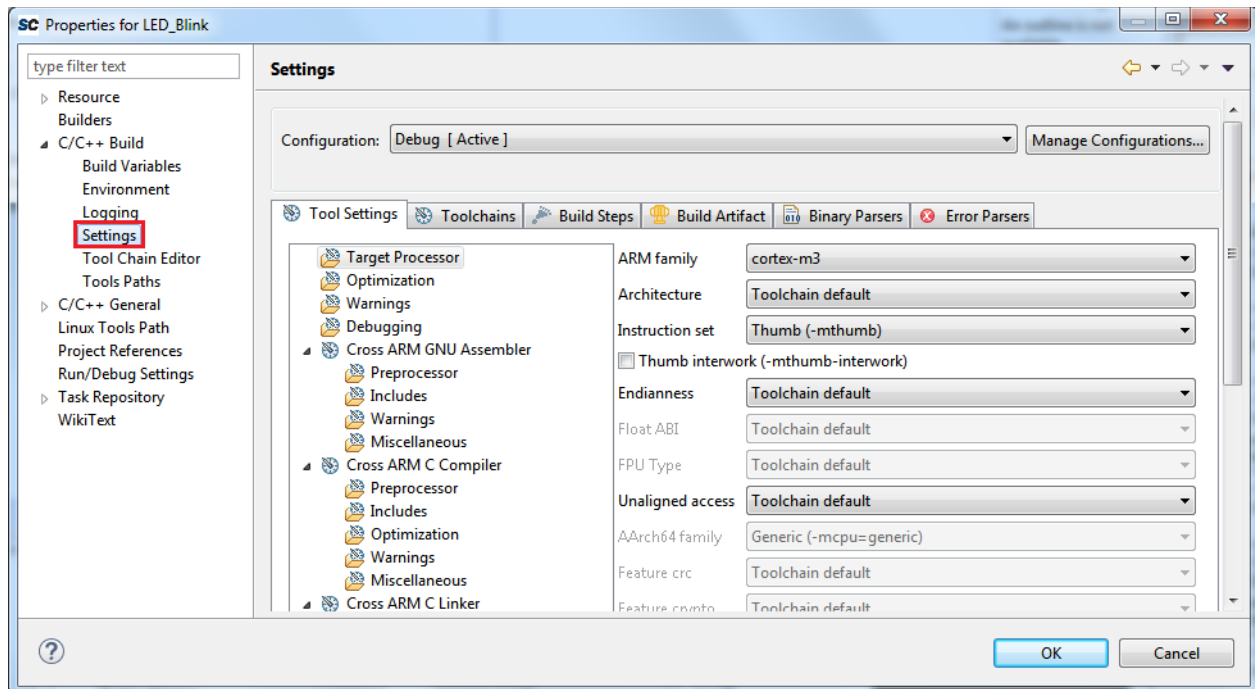 SC Properties for LED_Blink
type filter text
Resource
Builders
C/C++ Build
Build Variables
Environment
Logging
Settings
Tool Chain Editor
Tools Paths
C/C++ General
Linux Tools Path
Project References
Run/Debug Settings
Task Repository
WikiText
Settings
Configuration: Debug [ Active ] Manage Configurations...
Tool Settings Toolchains Build Steps Build Artifact Binary Parsers Error Parsers
Target Processor
Optimization
Warnings
Debugging
Cross ARM GNU Assembler
Preprocessor
Includes
Warnings
Miscellaneous
Cross ARM C Compiler
Preprocessor
Includes
Optimization
Warnings
Miscellaneous
Cross ARM C Linker
ARM family cortex-m3
Architecture Toolchain default
Instruction set Thumb (-mthumb)
Thumb interwork (-mthumb-interwork)
Endianness Toolchain default
Float ABI Toolchain default
FPU Type Toolchain default
Unaligned access Toolchain default
AArch64 family Generic (-mcpu=generic)
Feature crc Toolchain default
Feature crypto Toolchain default
OK Cancel